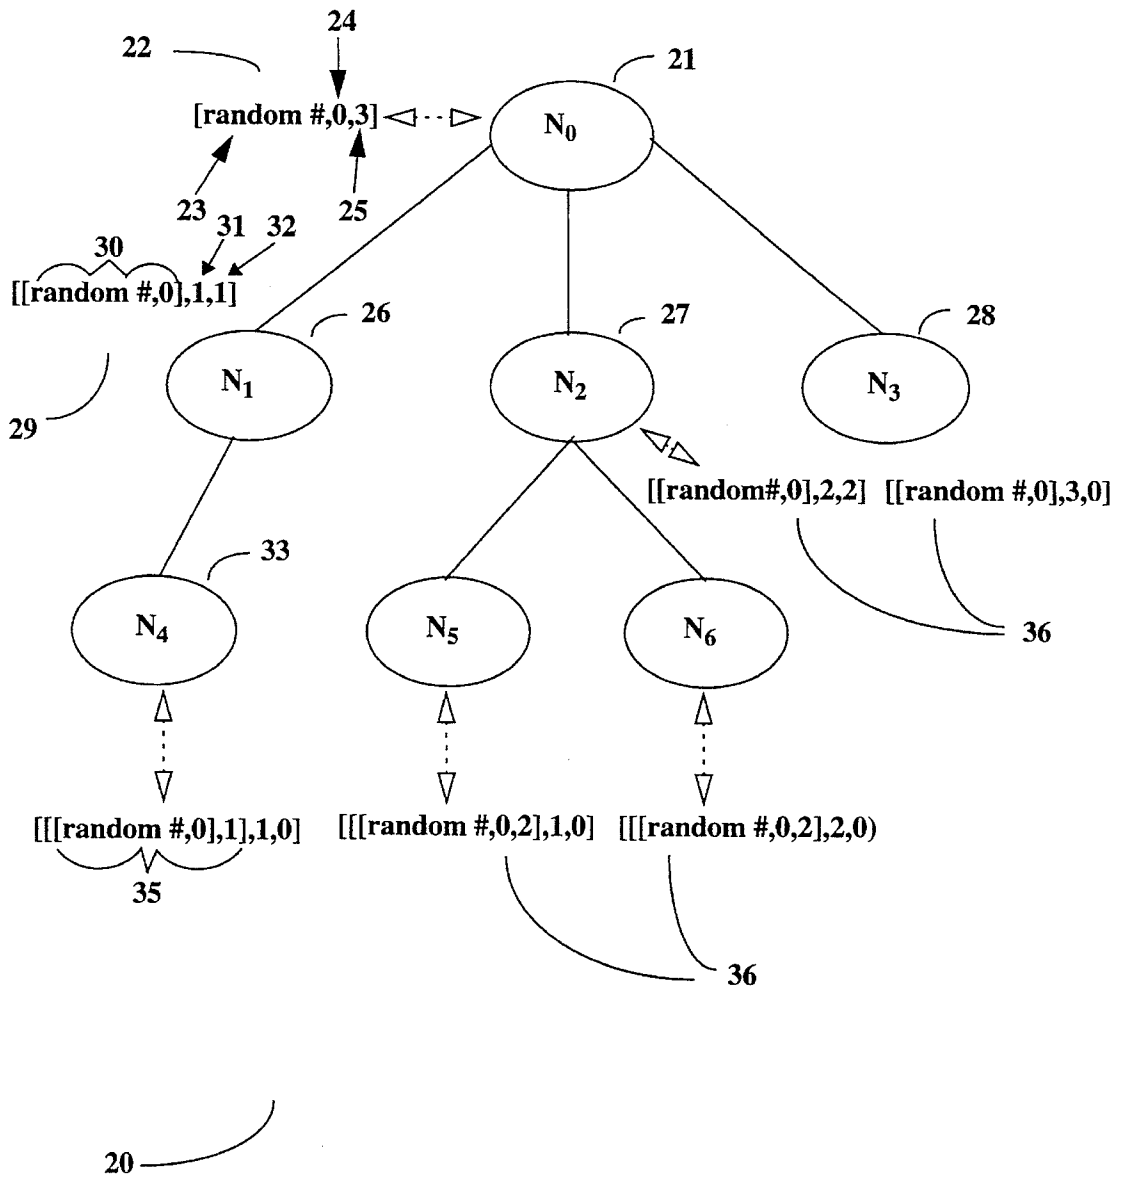 24
22
21
[random #,0,3]
N0
23
25
31
32
30
[[random #,0],1,1]
26
27
28
N1
N2
N3
29
[[random#,0],2,2] [[random #,0],3,0]
33
N4
N5
N6
36
[[[random #,0],1],1,0] [[[random #,0,2],1,0] [[[random #,0,2],2,0)
35
36
20